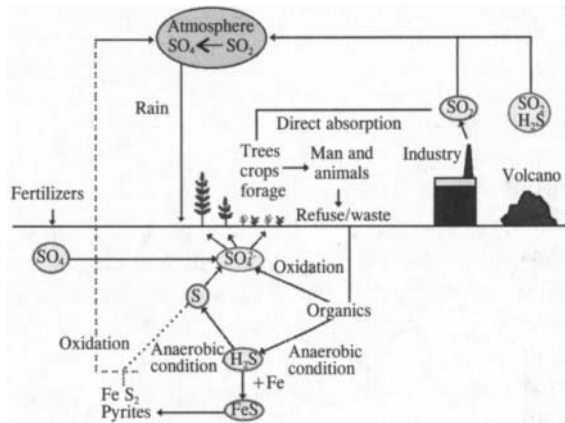 Atmosphere
SO₄ ← SO₂
Rain
SO₂
SO₂
H₂S
Direct absorption
Trees
crops
forage
Man and
animals
Industry
Volcano
Fertilizers
Refuse/waste
SO₄
SO₄²⁻
Oxidation
S
Organics
Oxidation
Anaerobic
condition
H₂S
Anaerobic
condition
+Fe
Fe S₂
Pyrites
FeS